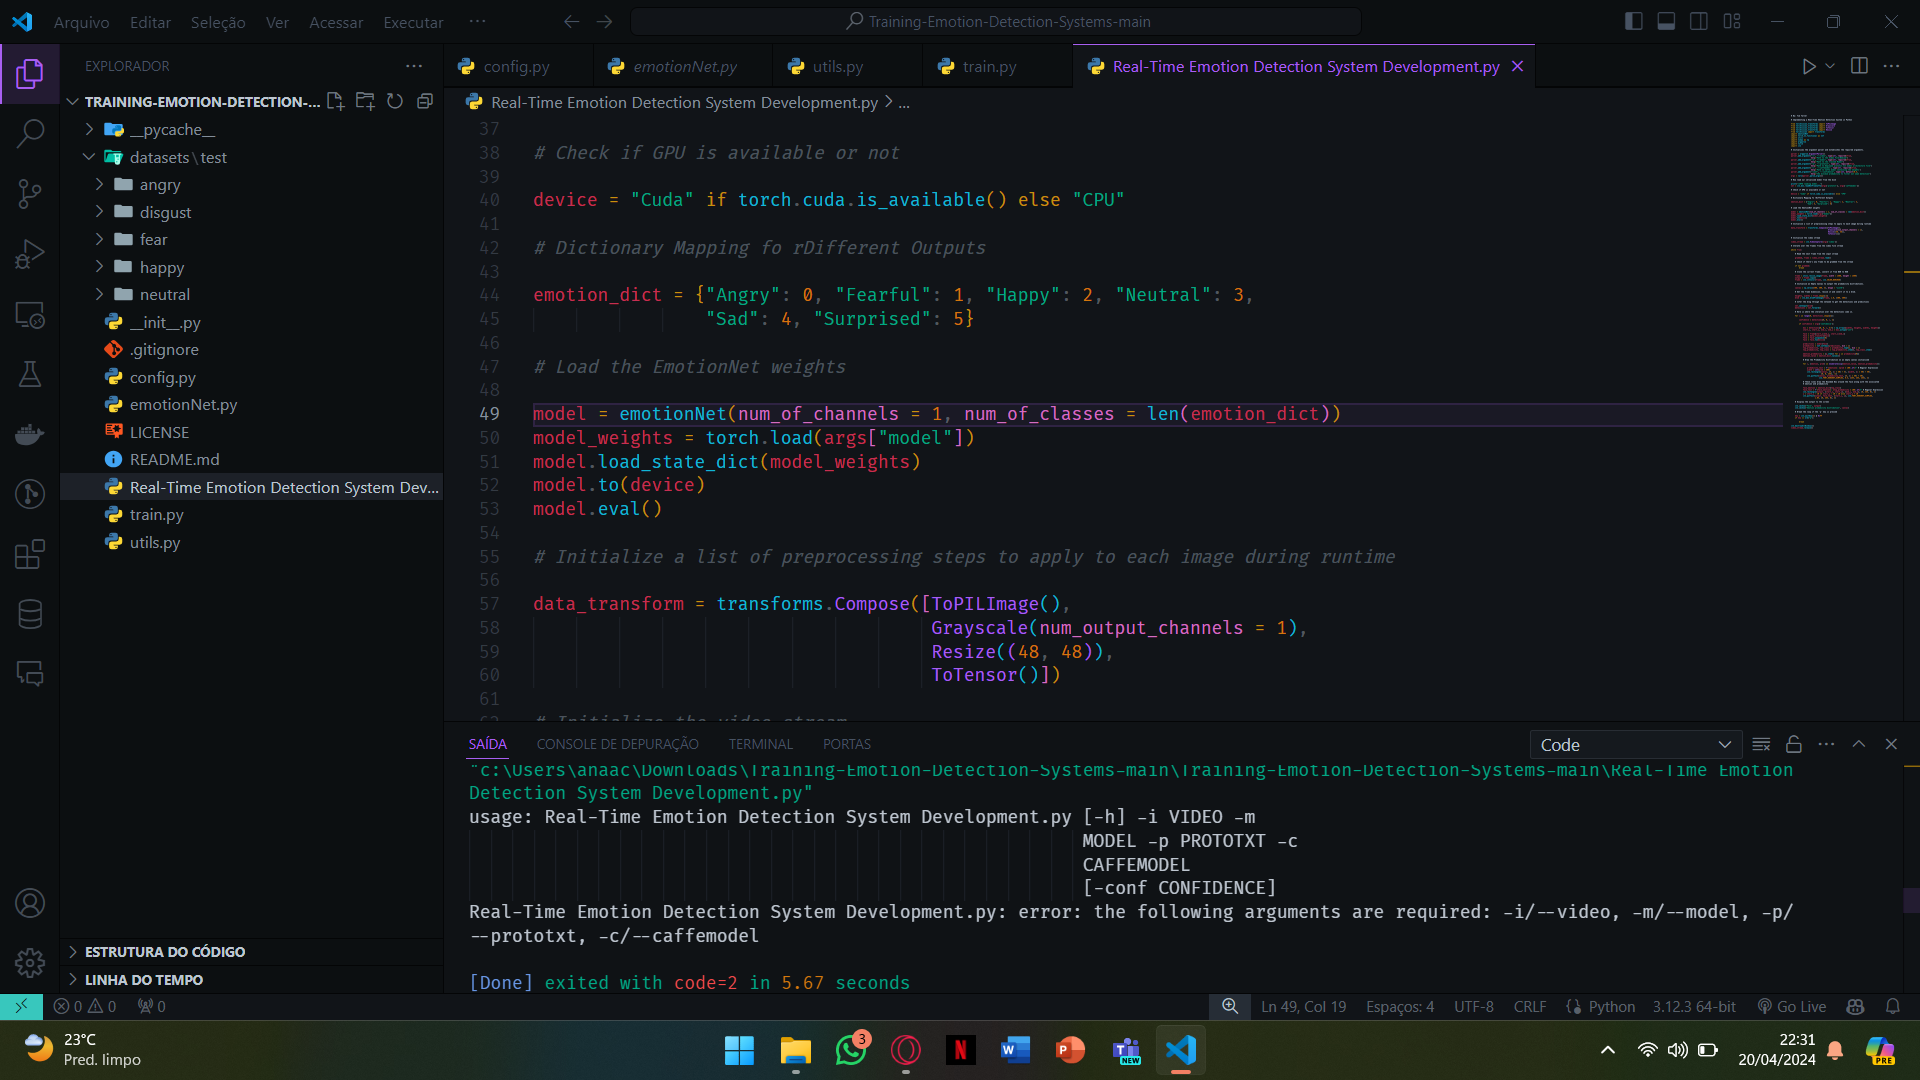 Arquivo Editar Seleção Ver Acessar Executar ···
Training-Emotion-Detection-Systems-main
EXPLORADOR
TRAINING-EMOTION-DETECTION-...
__pycache__
datasets\test
angry
disgust
fear
happy
neutral
__init__.py
.gitignore
config.py
emotionNet.py
LICENSE
README.md
Real-Time Emotion Detection System Dev...
train.py
utils.py
ESTRUTURA DO CÓDIGO
LINHA DO TEMPO
config.py emotionNet.py utils.py train.py Real-Time Emotion Detection System Development.py
Real-Time Emotion Detection System Development.py > ...
37
38 # Check if GPU is available or not
39
40 device = "Cuda" if torch.cuda.is_available() else "CPU"
41
42 # Dictionary Mapping fo rDifferent Outputs
43
44 emotion_dict = {"Angry": 0, "Fearful": 1, "Happy": 2, "Neutral": 3,
45 "Sad": 4, "Surprised": 5}
46
47 # Load the EmotionNet weights
48
49 model = emotionNet(num_of_channels = 1, num_of_classes = len(emotion_dict))
50 model_weights = torch.load(args["model"])
51 model.load_state_dict(model_weights)
52 model.to(device)
53 model.eval()
54
55 # Initialize a list of preprocessing steps to apply to each image during runtime
56
57 data_transform = transforms.Compose([ToPILImage(),
58 Grayscale(num_output_channels = 1),
59 Resize((48, 48)),
60 ToTensor()])
61
62 # Initialize the video stream
SAÍDA CONSOLE DE DEPURAÇÃO TERMINAL PORTAS
Code
"c:\Users\anaac\Downloads\Training-Emotion-Detection-Systems-main\Training-Emotion-Detection-Systems-main\Real-Time Emotion
Detection System Development.py"
usage: Real-Time Emotion Detection System Development.py [-h] -i VIDEO -m
MODEL -p PROTOTXT -c
CAFFEMODEL
[-conf CONFIDENCE]
Real-Time Emotion Detection System Development.py: error: the following arguments are required: -i/--video, -m/--model, -p/
--prototxt, -c/--caffemodel
[Done] exited with code=2 in 5.67 seconds
0 0 0
Ln 49, Col 19 Espaços: 4 UTF-8 CRLF Python 3.12.3 64-bit Go Live
23°C
Pred. limpo
3
NEW
22:31
20/04/2024
PRE